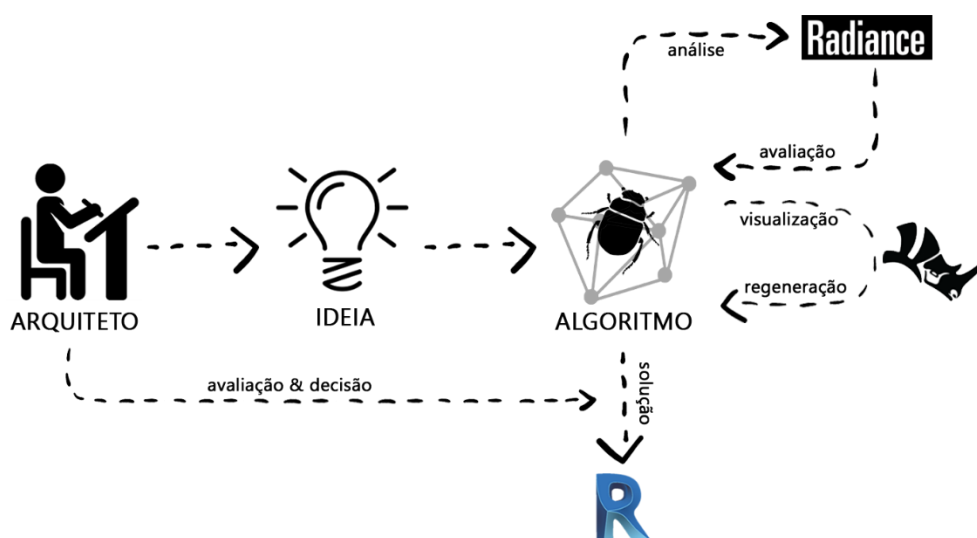 análise
Radiance
avaliação
visualização
regeneração
ARQUITETO
IDEIA
ALGORITMO
avaliação & decisão
solução
R